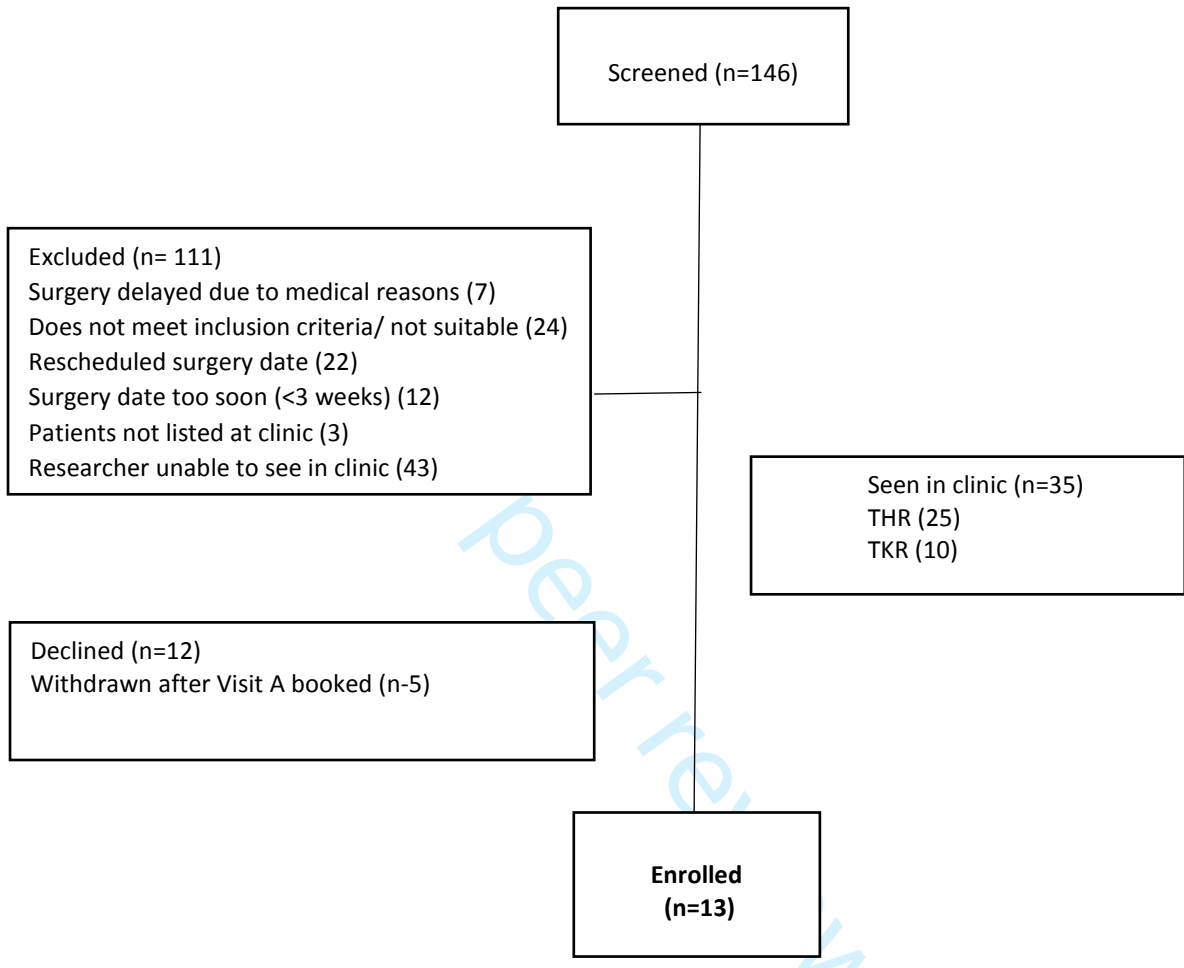 Screened (n=146)
Excluded (n= 111)
Surgery delayed due to medical reasons (7)
Does not meet inclusion criteria/ not suitable (24)
Rescheduled surgery date (22)
Surgery date too soon (<3 weeks) (12)
Patients not listed at clinic (3)
Researcher unable to see in clinic (43)
Seen in clinic (n=35)
THR (25)
TKR (10)
Declined (n=12)
Withdrawn after Visit A booked (n-5)
Enrolled
(n=13)
peer review